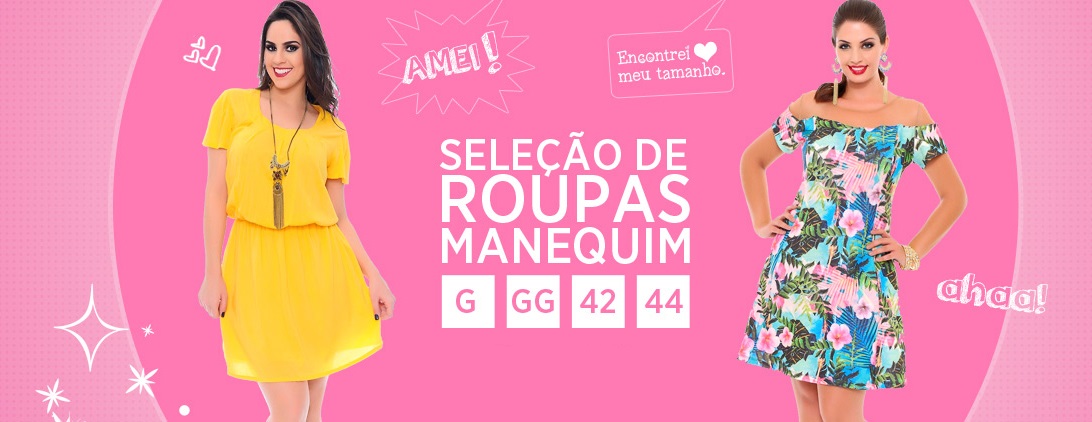 AMEI!
Encontrei
meu tamanho.
SELEÇÃO DE
ROUPAS
MANEQUIM
G GG 42 44
ahaa!